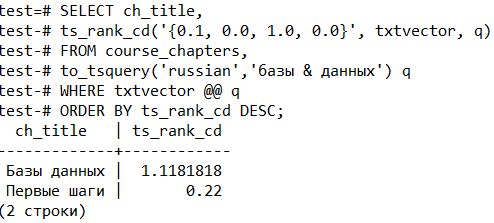 test=# SELECT ch_title,
test-# ts_rank_cd('{0.1, 0.0, 1.0, 0.0}', txtvector, q)
test-# FROM course_chapters,
test-# to_tsquery('russian','базы & данных') q
test-# WHERE txtvector @@ q
test-# ORDER BY ts_rank_cd DESC;
ch_title | ts_rank_cd
-------------+------------
Базы данных | 1.1181818
Первые шаги | 0.22
(2 строки)